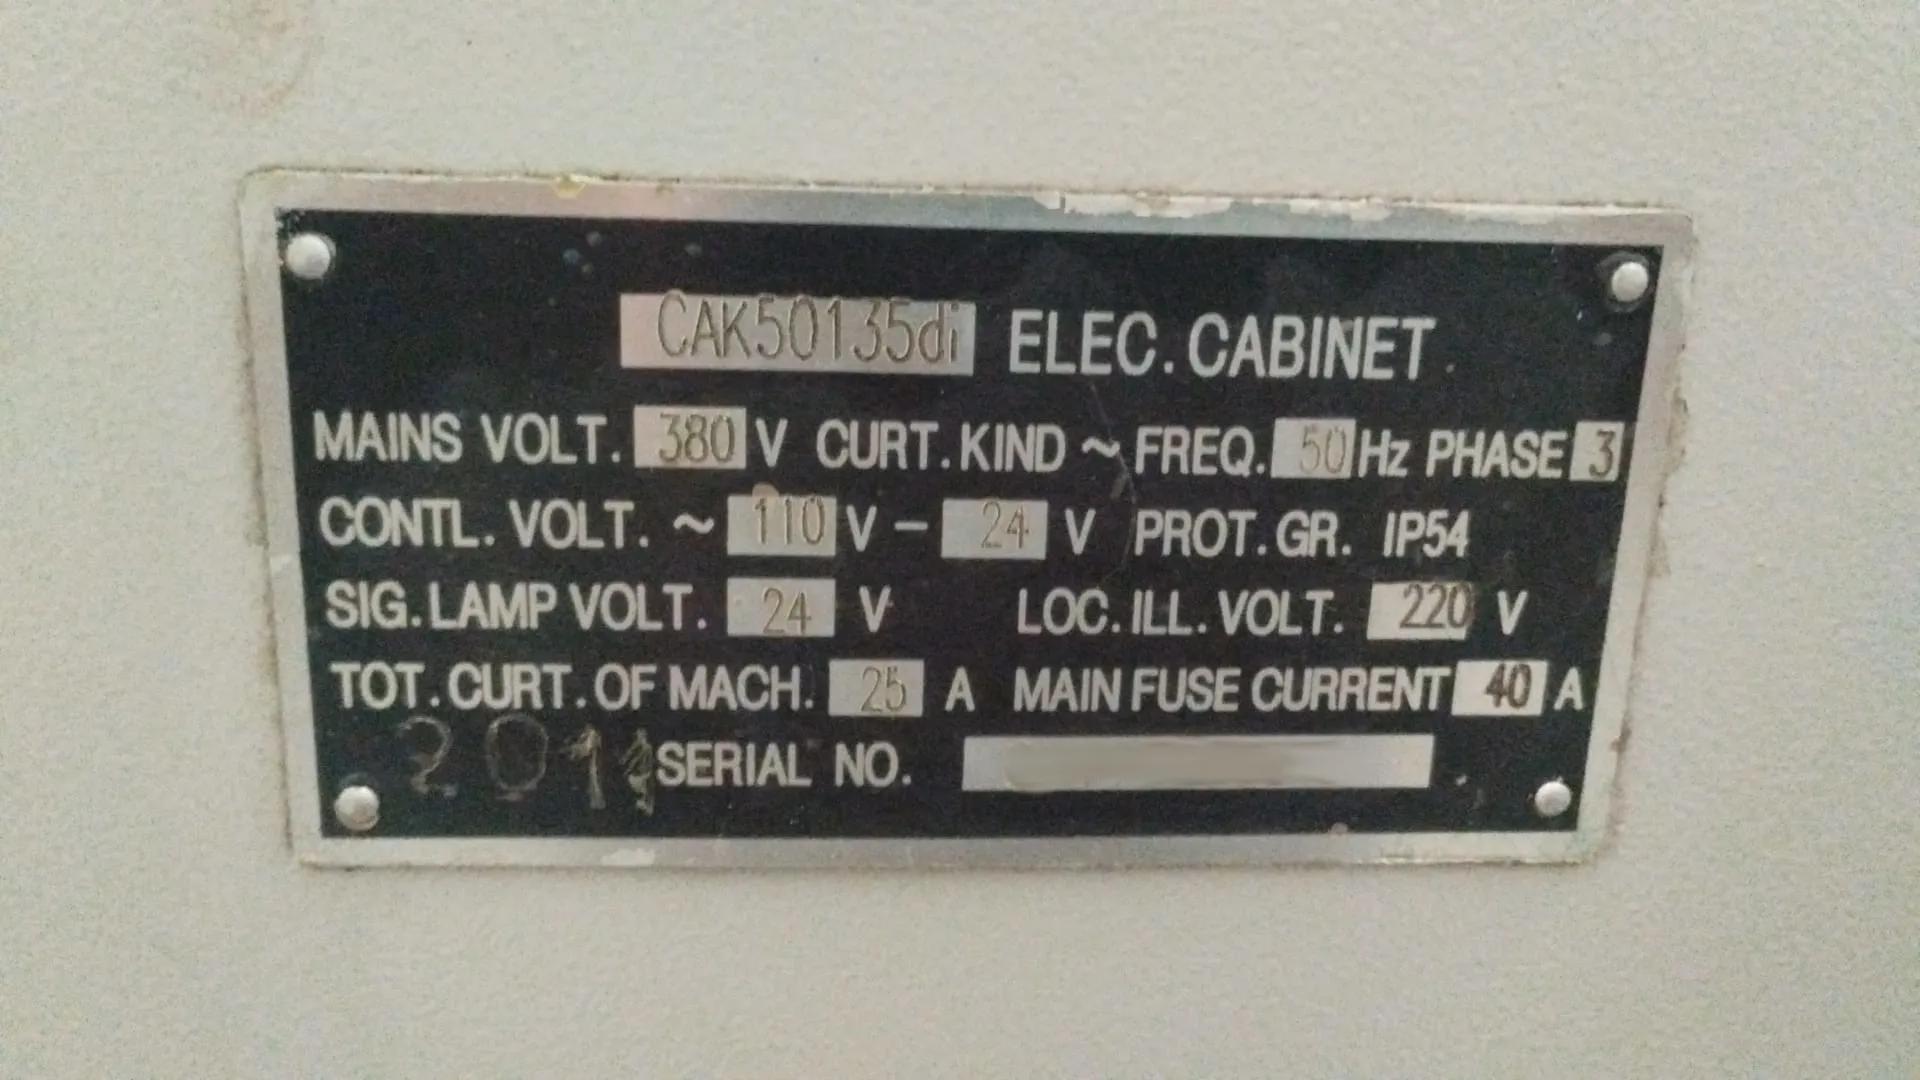 CAK50135di ELEC. CABINET
MAINS VOLT. 380 V CURT. KIND ~ FREQ. 50 Hz PHASE 3
CONTL. VOLT. ~ 110 V – 24 V PROT. GR. IP54
SIG. LAMP VOLT. 24 V LOC. ILL. VOLT. 220 V
TOT. CURT. OF MACH. 25 A MAIN FUSE CURRENT 40 A
2011 SERIAL NO.